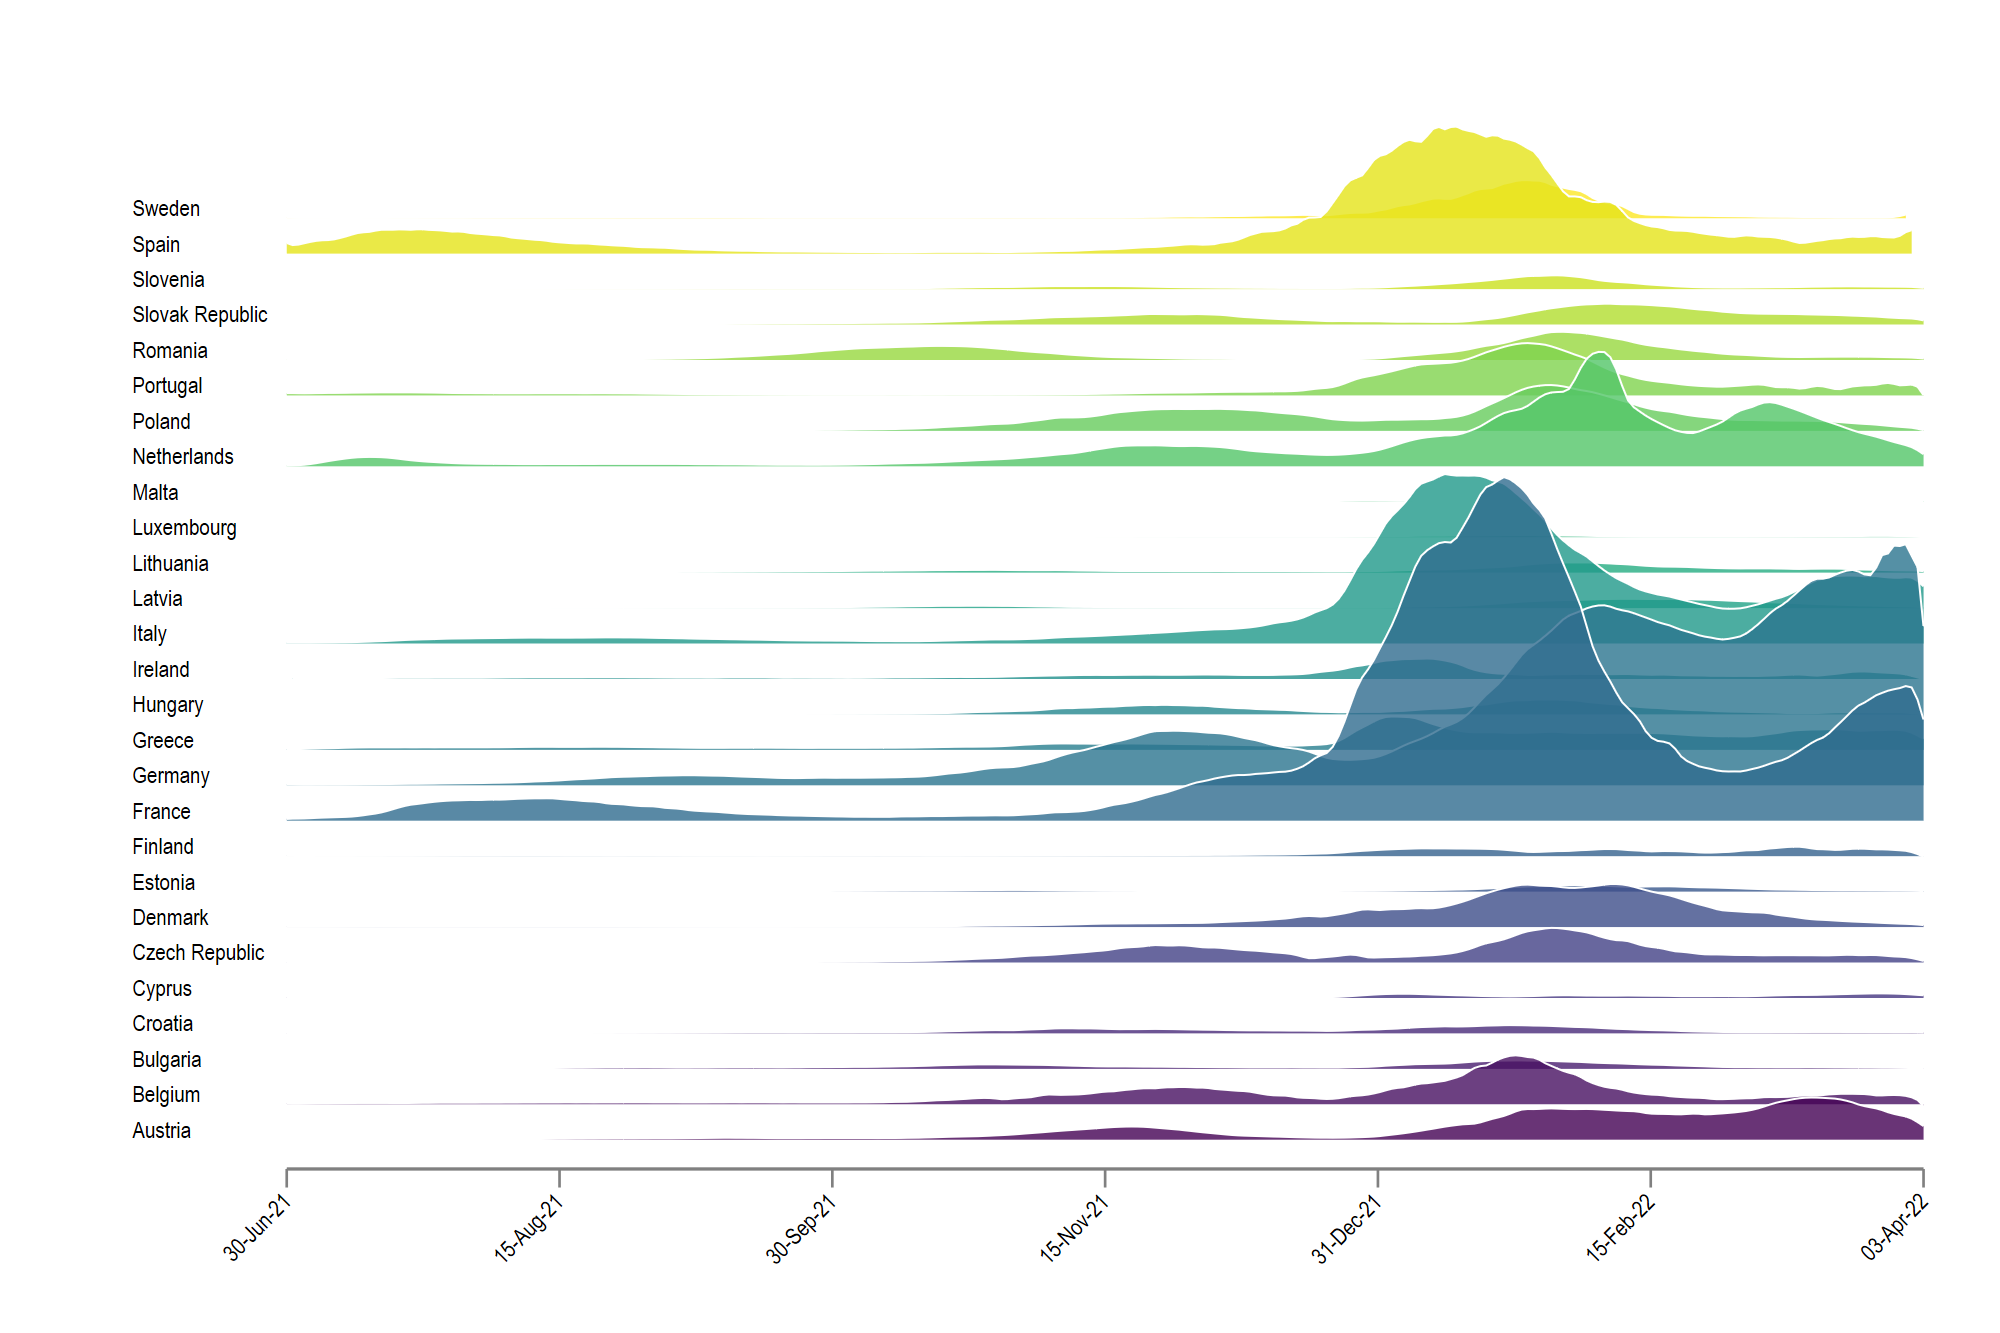 Sweden
Spain
Slovenia
Slovak Republic
Romania
Portugal
Poland
Netherlands
Malta
Luxembourg
Lithuania
Latvia
Italy
Ireland
Hungary
Greece
Germany
France
Finland
Estonia
Denmark
Czech Republic
Cyprus
Croatia
Bulgaria
Belgium
Austria
30-Jun-21
15-Aug-21
30-Sep-21
15-Nov-21
31-Dec-21
15-Feb-22
03-Apr-22